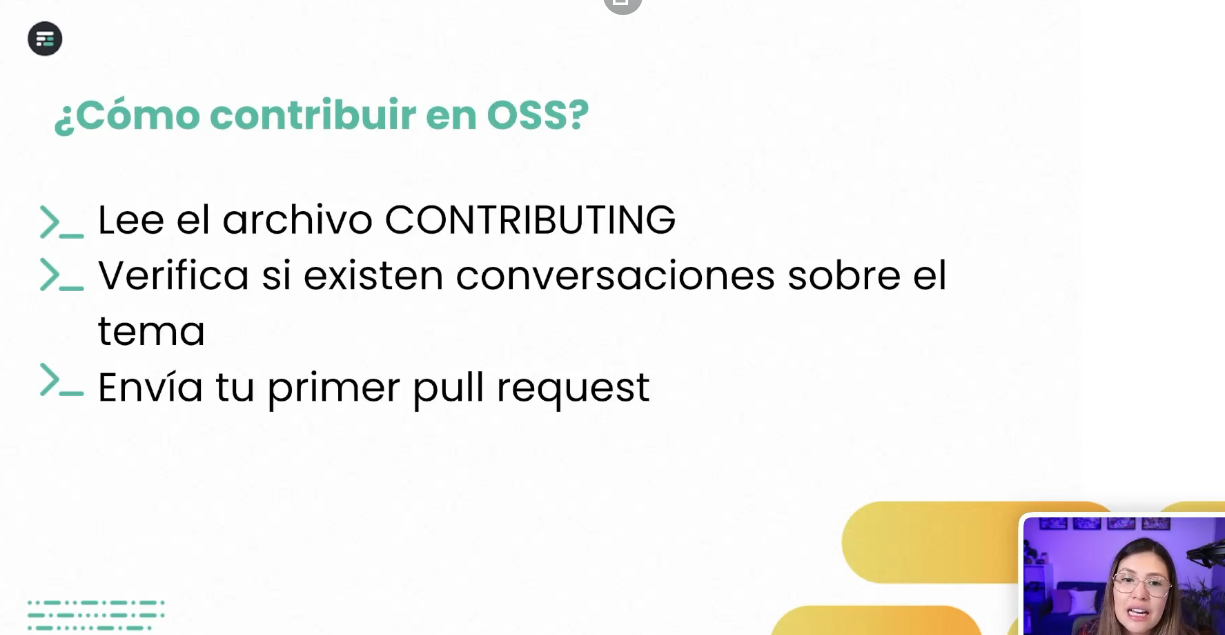 ¿Cómo contribuir en OSS?
Lee el archivo CONTRIBUTING
Verifica si existen conversaciones sobre el
tema
Envía tu primer pull request